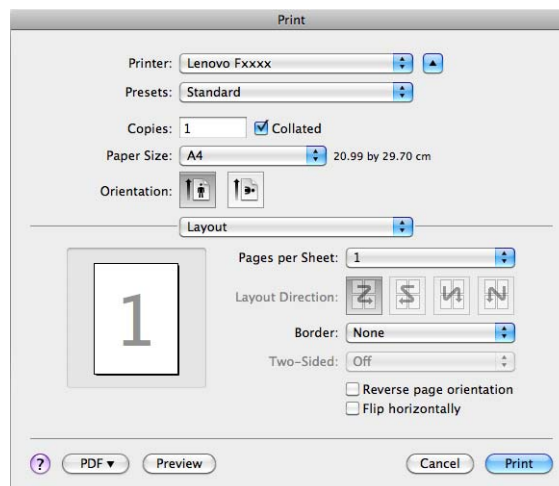 Print
Printer: Lenovo Fxxxx
Presets: Standard
Copies: 1 Collated
Paper Size: A4 20.99 by 29.70 cm
Orientation:
Layout
Pages per Sheet: 1
Layout Direction:
Border: None
Two-Sided: Off
Reverse page orientation
Flip horizontally
1
? PDF ▼ Preview Cancel Print